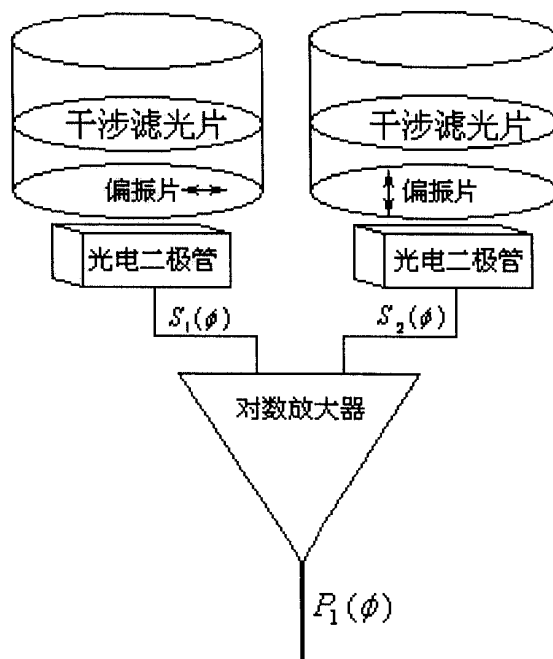 干涉滤光片 干涉滤光片
偏振片 偏振片
光电二极管 光电二极管
S₁(ϕ) S₂(ϕ)
对数放大器
P₁(ϕ)